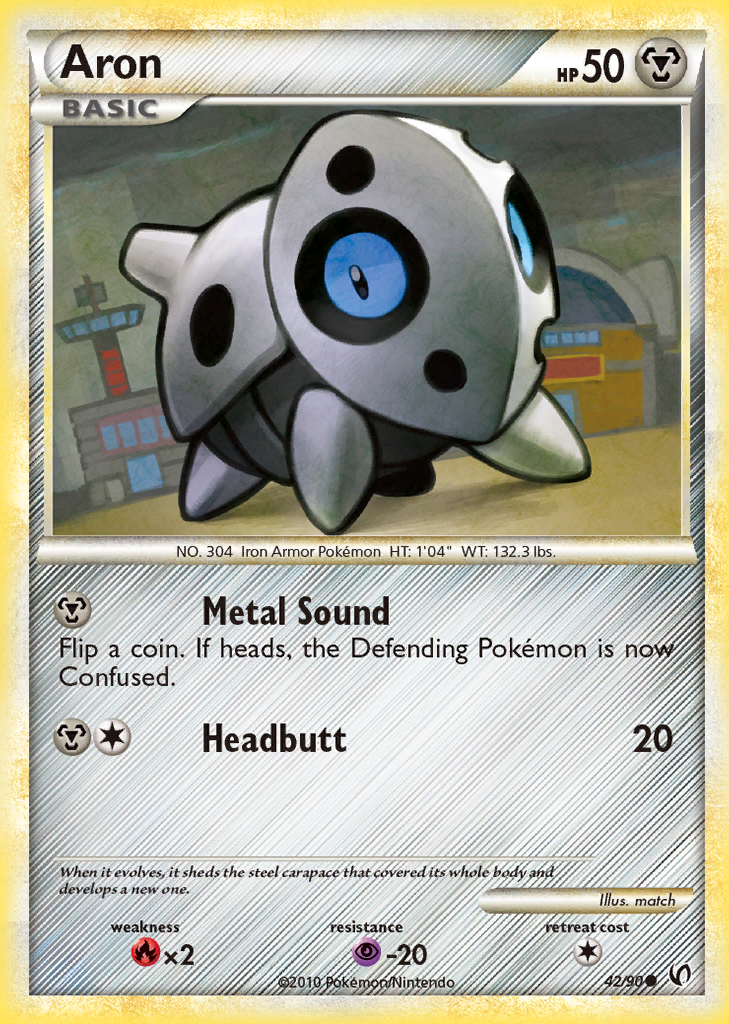 Aron
HP 50
BASIC
NO. 304 Iron Armor Pokémon HT: 1'04" WT: 132.3 lbs.
Metal Sound
Flip a coin. If heads, the Defending Pokémon is now
Confused.
Headbutt 20
When it evolves, it sheds the steel carapace that covered its whole body and
develops a new one.
Illus. match
weakness resistance retreat cost
×2 -20
©2010 Pokémon/Nintendo 42/90